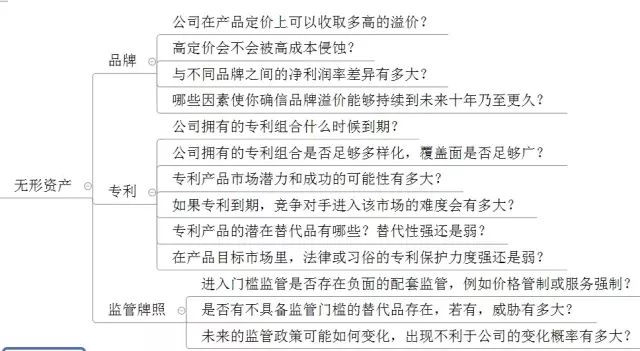 无形资产
品牌
公司在产品定价上可以收取多高的溢价？
高定价会不会被高成本侵蚀？
与不同品牌之间的净利润率差异有多大？
哪些因素使你确信品牌溢价能够持续到未来十年乃至更久？
专利
公司拥有的专利组合什么时候到期？
公司拥有的专利组合是否足够多样化，覆盖面是否足够广？
专利产品市场潜力和成功的可能性有多大？
如果专利到期，竞争对手进入该市场的难度会有多大？
专利产品的潜在替代品有哪些？替代性强还是弱？
在产品目标市场里，法律或习俗的专利保护力度强还是弱？
监管牌照
进入门槛监管是否存在负面的配套监管，例如价格管制或服务强制？
是否有不具备监管门槛的替代品存在，若有，威胁有多大？
未来的监管政策可能如何变化，出现不利于公司的变化概率有多大？